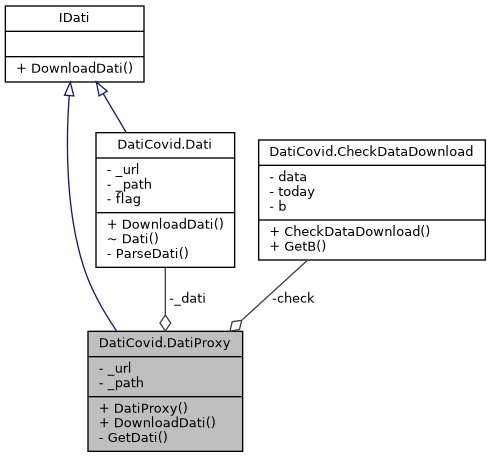 IDati
+ DownloadDati()
DatiCovid.Dati
- _url
- _path
- flag
+ DownloadDati()
~ Dati()
- ParseDati()
DatiCovid.CheckDataDownload
- data
- today
- b
+ CheckDataDownload()
+ GetB()
-_dati
-check
DatiCovid.DatiProxy
- _url
- _path
+ DatiProxy()
+ DownloadDati()
- GetDati()